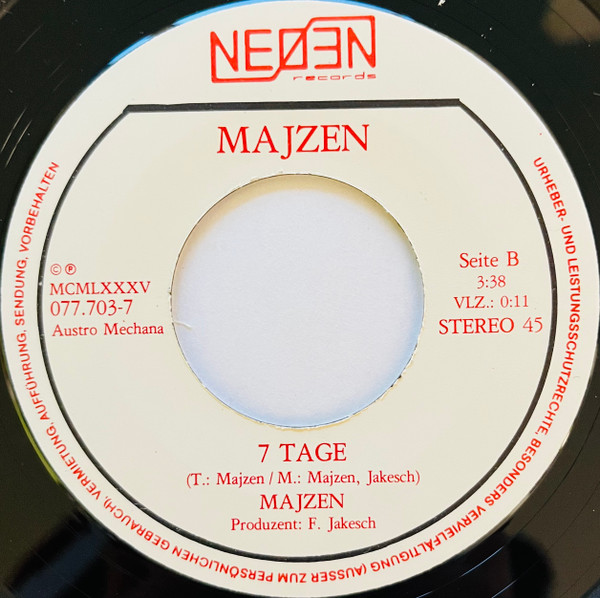 NEØ3N
records
MAJZEN
© ℗
MCMLXXXV
077.703-7
Austro Mechana
Seite B
3:38
VLZ.: 0:11
STEREO 45
7 TAGE
(T.: Majzen / M.: Majzen, Jakesch)
MAJZEN
Produzent: F. Jakesch
URHEBER- UND LEISTUNGSSCHUTZRECHTE, BESONDERS VERVIELFÄLTIGUNG (AUSSER ZUM PERSÖNLICHEN GEBRAUCH), VERMIETUNG, AUFFÜHRUNG, SENDUNG, VORBEHALTEN